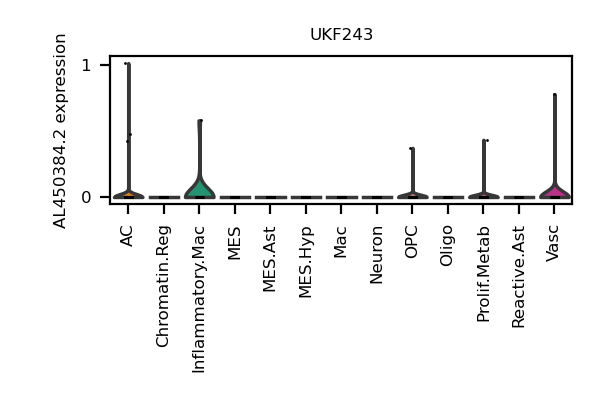 UKF243
AL450384.2 expression
1
0
AC
Chromatin.Reg
Inflammatory.Mac
MES
MES.Ast
MES.Hyp
Mac
Neuron
OPC
Oligo
Prolif.Metab
Reactive.Ast
Vasc